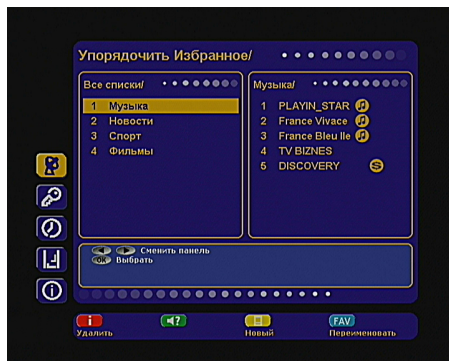 Упорядочить Избранное/
Все списки/
1 Музыка
2 Новости
3 Спорт
4 Фильмы
Музыка/
1 PLAYIN_STAR
2 France Vivace
3 France Bleu Ile
4 TV BIZNES
5 DISCOVERY S
Сменить панель
OK Выбрать
i ? FAV
Удалить Новый Переименовать